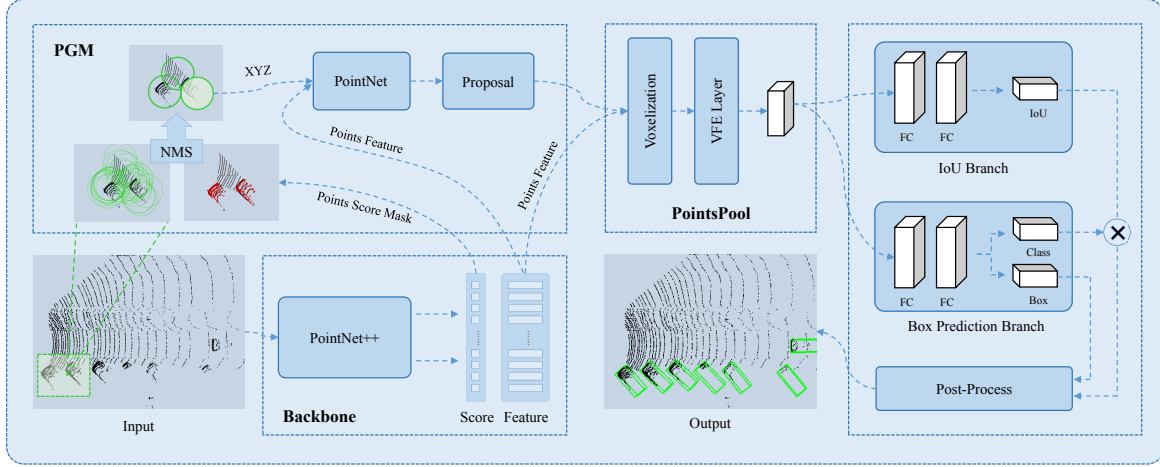 PGM
XYZ
PointNet
Proposal
NMS
Points Feature
Points Score Mask
Points Feature
Voxelization
VFE Layer
PointsPool
FC
FC
IoU
IoU Branch
FC
FC
Class
Box
Box Prediction Branch
Post-Process
PointNet++
Backbone
Score
Feature
Input
Output